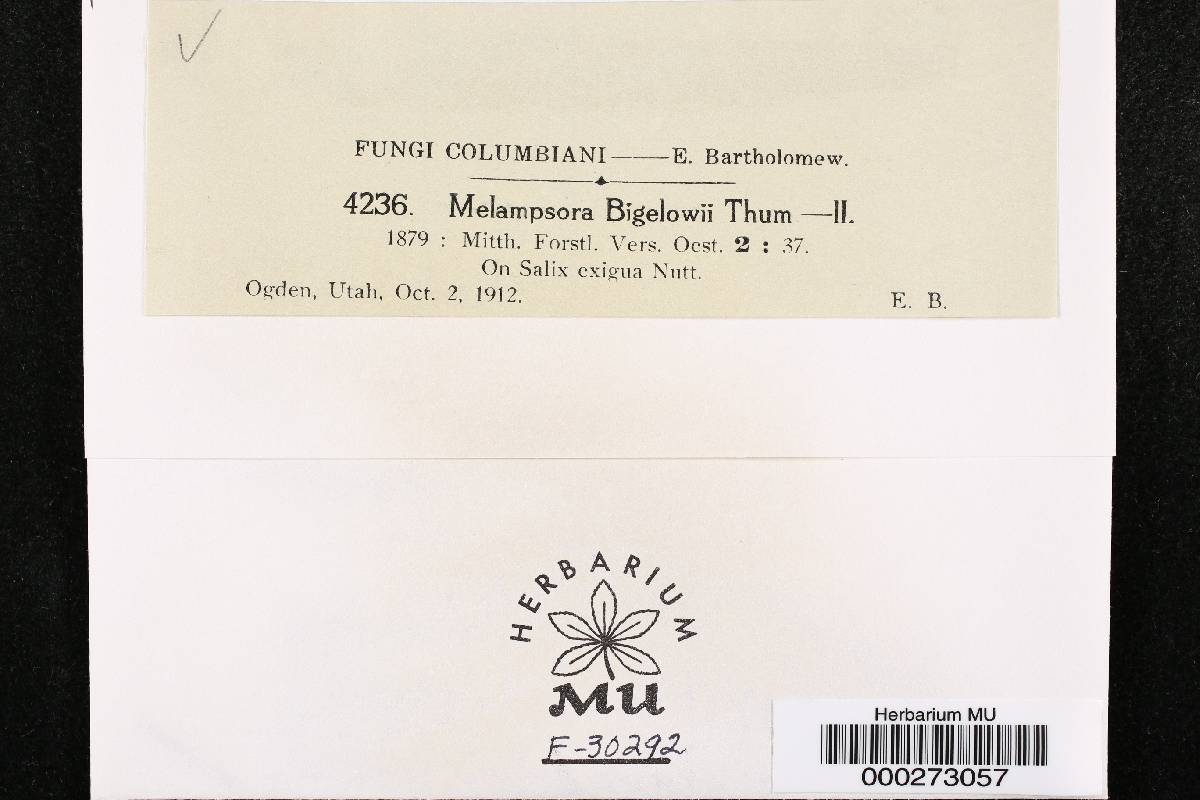 FUNGI COLUMBIANI——E. Bartholomew.
4236. Melampsora Bigelowii Thum —II.
1879 : Mitth. Forstl. Vers. Oest. 2 : 37.
On Salix exigua Nutt.
Ogden, Utah, Oct. 2, 1912. E. B.
HERBARIUM
MU
F-30292
Herbarium MU
000273057